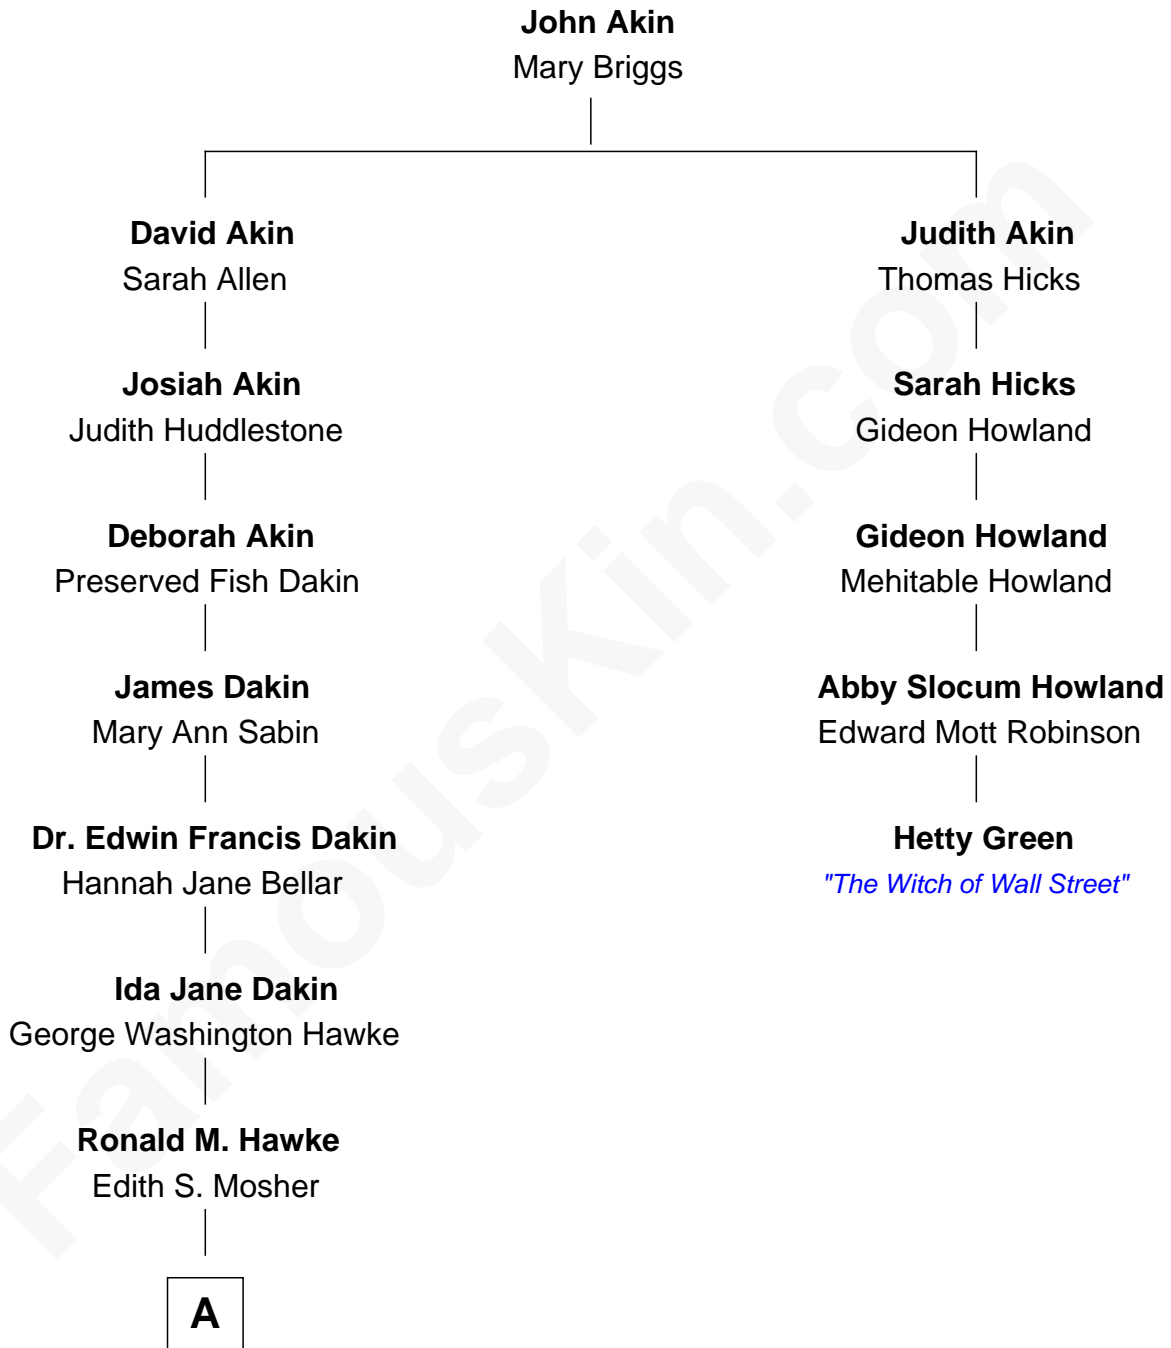 John Akin
Mary Briggs
David Akin
Sarah Allen
Judith Akin
Thomas Hicks
Josiah Akin
Judith Huddlestone
Sarah Hicks
Gideon Howland
Deborah Akin
Preserved Fish Dakin
Gideon Howland
Mehitable Howland
James Dakin
Mary Ann Sabin
Abby Slocum Howland
Edward Mott Robinson
Dr. Edwin Francis Dakin
Hannah Jane Bellar
Hetty Green
"The Witch of Wall Street"
Ida Jane Dakin
George Washington Hawke
Ronald M. Hawke
Edith S. Mosher
A
FamousKin.com